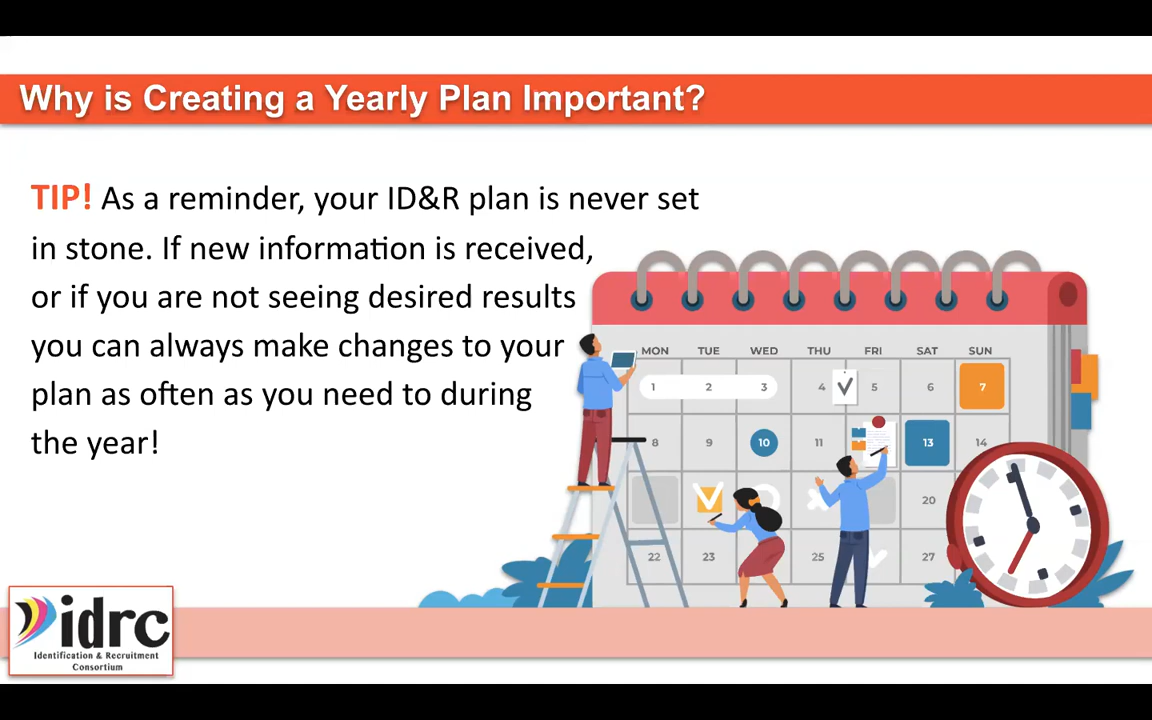 Why is Creating a Yearly Plan Important?
TIP! As a reminder, your ID&R plan is never set
in stone. If new information is received,
or if you are not seeing desired results
you can always make changes to your
plan as often as you need to during
the year!
MON TUE WED THU FRI SAT SUN
1 2 3 4 5 6 7
8 9 10 11 13 14
20
22 23 25 27
idrc
Identification & Recruitment
Consortium